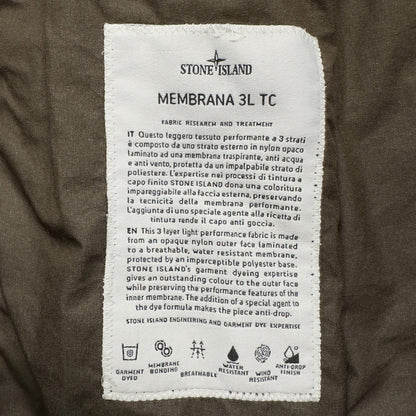 STONE ISLAND
MEMBRANA 3L TC
FABRIC RESEARCH AND TREATMENT
IT Questo leggero tessuto performante a 3 strati
è composto da uno strato esterno in nylon opaco
laminato ad una membrana traspirante, anti acqua
e anti vento, protetta da un impalpabile strato di
poliestere. L'expertise nei processi di tintura a
capo finito STONE ISLAND dona una coloritura
impareggiabile alla faccia esterna, preservando
la tecnicità della membrana performante.
L'aggiunta di uno speciale agente alla ricetta di
tintura rende il capo anti goccia.
EN This 3 layer light performance fabric is made
from an opaque nylon outer face laminated
to a breathable, water resistant membrane,
protected by an imperceptible polyester base.
STONE ISLAND's garment dyeing expertise
gives an outstanding colour to the outer face
while preserving the performance features of the
inner membrane. The addition of a special agent to
the dye formula makes the piece anti-drop.
STONE ISLAND ENGINEERING AND GARMENT DYE EXPERTISE
GARMENT
DYED
MEMBRANE
BONDING
BREATHABLE
WATER
RESISTANT
WIND
RESISTANT
ANTI-DROP
FINISH